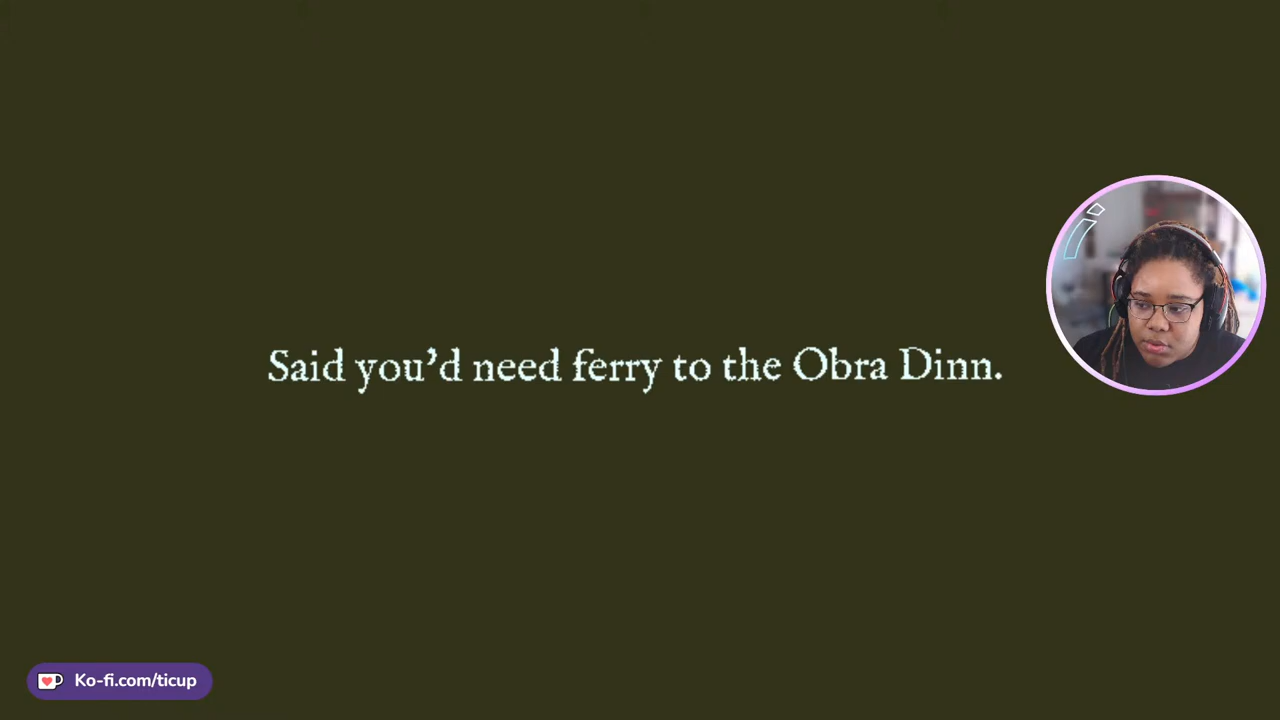 Said you’d need ferry to the Obra Dinn.
Ko-fi.com/ticup